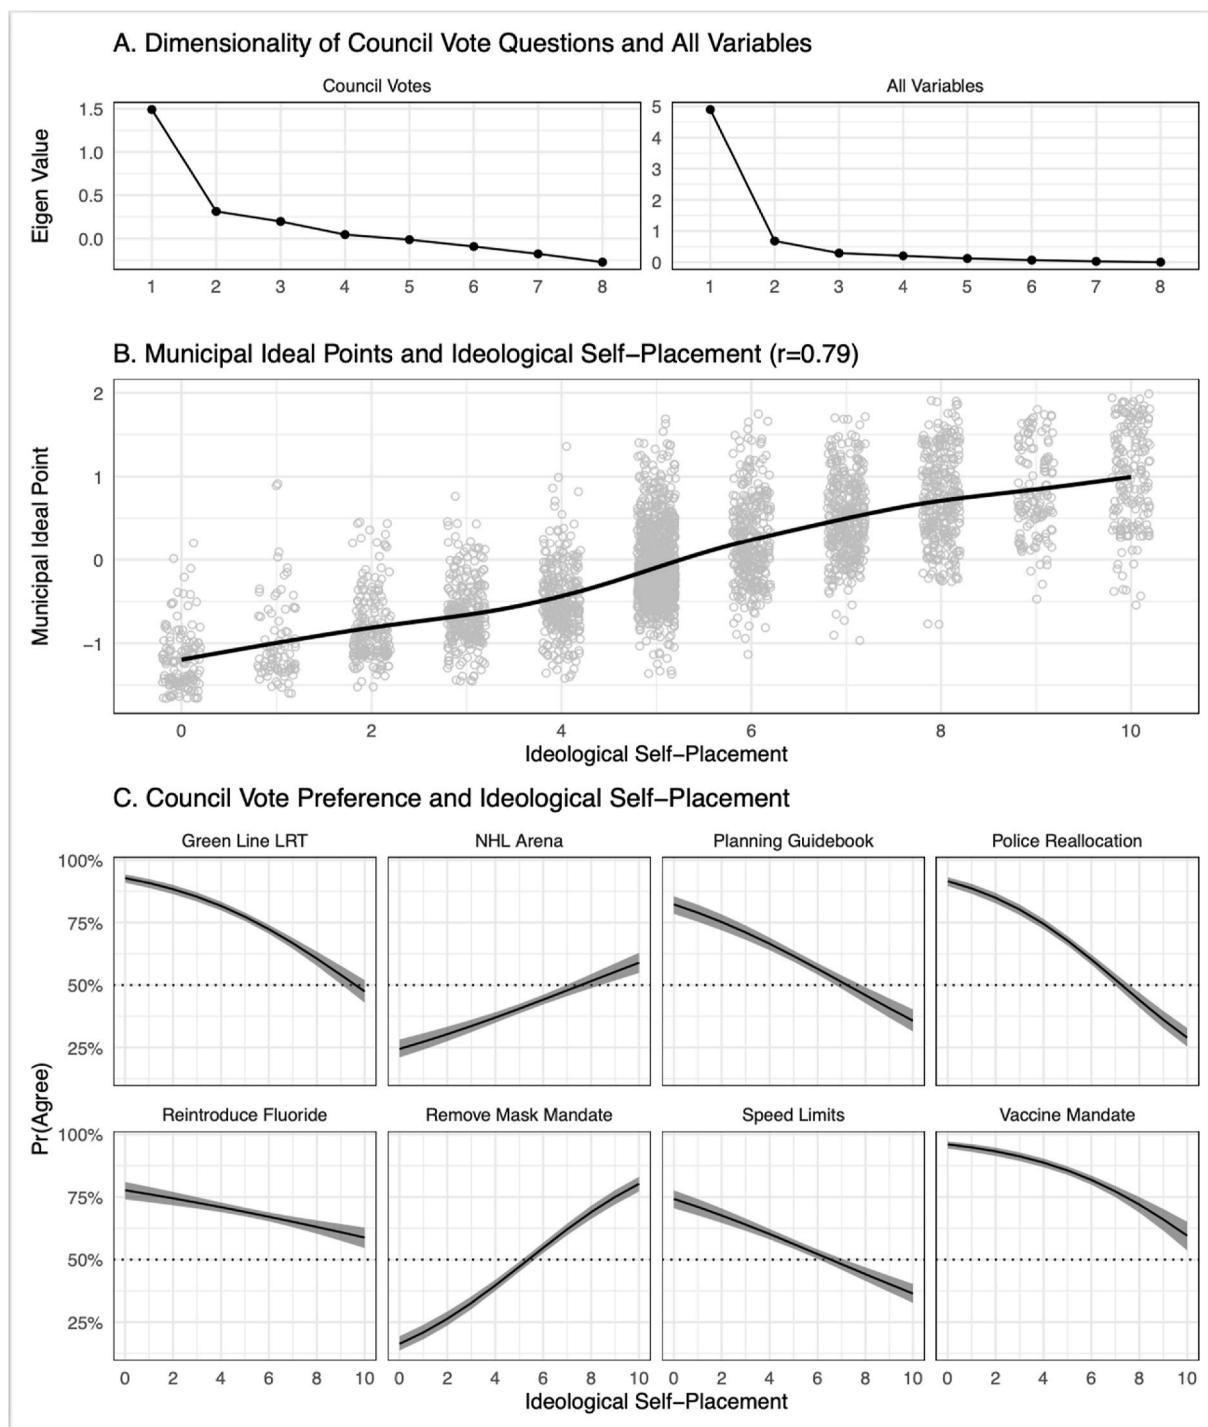 A. Dimensionality of Council Vote Questions and All Variables
Council Votes
All Variables
Eigen Value
1.5
1.0
0.5
0.0
1 2 3 4 5 6 7 8
5
4
3
2
1
0
1 2 3 4 5 6 7 8
B. Municipal Ideal Points and Ideological Self−Placement (r=0.79)
Municipal Ideal Point
2
1
0
−1
0 2 4 6 8 10
Ideological Self−Placement
C. Council Vote Preference and Ideological Self−Placement
Green Line LRT
NHL Arena
Planning Guidebook
Police Reallocation
100%
75%
50%
25%
Pr(Agree)
Reintroduce Fluoride
Remove Mask Mandate
Speed Limits
Vaccine Mandate
100%
75%
50%
25%
0 2 4 6 8 10
0 2 4 6 8 10
0 2 4 6 8 10
0 2 4 6 8 10
Ideological Self−Placement